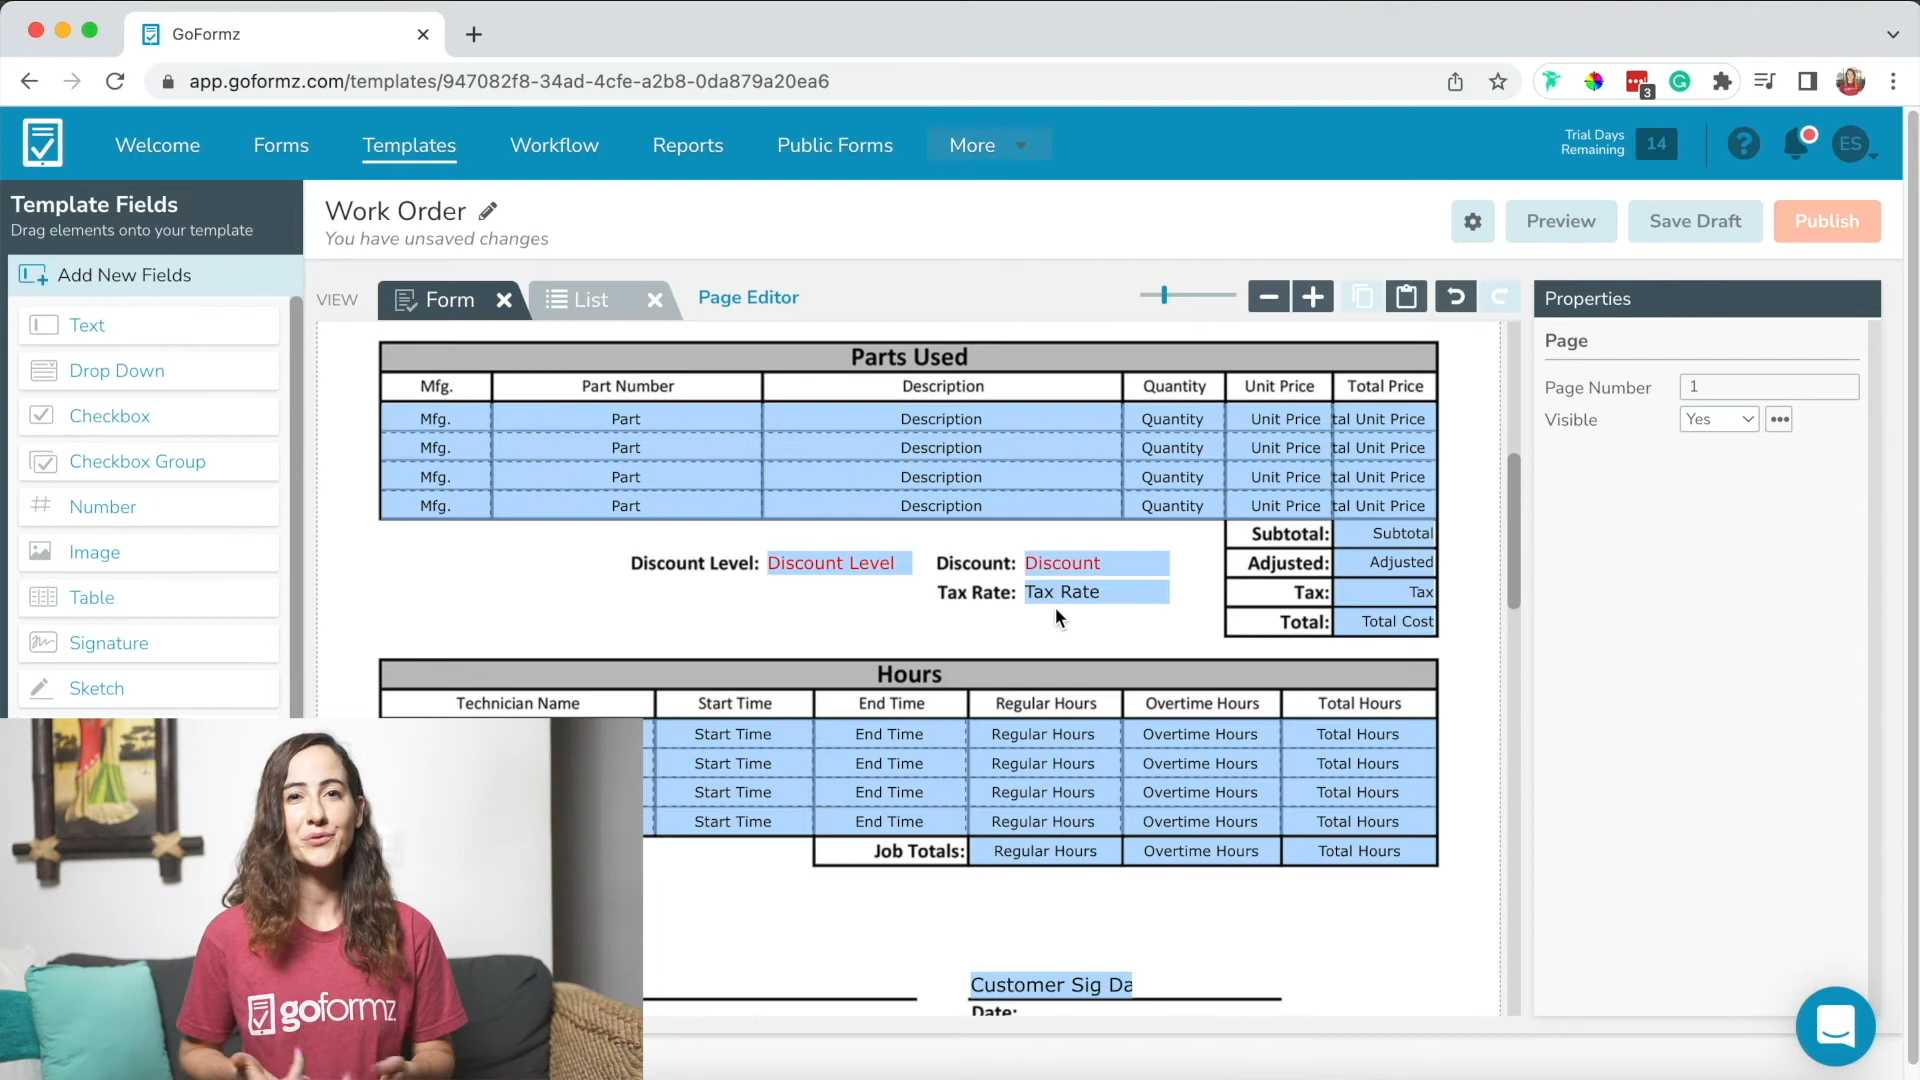 GoFormz
app.goformz.com/templates/947082f8-34ad-4cfe-a2b8-0da879a20ea6
3
Welcome
Forms
Templates
Workflow
Reports
Public Forms
More
Trial Days
Remaining
14
ES
Template Fields
Drag elements onto your template
Work Order
You have unsaved changes
Preview
Save Draft
Publish
Add New Fields
Text
Drop Down
Checkbox
Checkbox Group
Number
Image
Table
Signature
Sketch
VIEW
Form
List
Page Editor
Properties
Page
Page Number 1
Visible Yes
Parts Used
Mfg. Part Number Description Quantity Unit Price Total Price
Mfg. Part Description Quantity Unit Price tal Unit Price
Mfg. Part Description Quantity Unit Price tal Unit Price
Mfg. Part Description Quantity Unit Price tal Unit Price
Mfg. Part Description Quantity Unit Price tal Unit Price
Subtotal: Subtotal
Discount Level: Discount Level Discount: Discount Adjusted: Adjusted
Tax Rate: Tax Rate Tax: Tax
Total: Total Cost
Hours
Technician Name Start Time End Time Regular Hours Overtime Hours Total Hours
Start Time End Time Regular Hours Overtime Hours Total Hours
Start Time End Time Regular Hours Overtime Hours Total Hours
Start Time End Time Regular Hours Overtime Hours Total Hours
Start Time End Time Regular Hours Overtime Hours Total Hours
Job Totals: Regular Hours Overtime Hours Total Hours
Customer Sig Da
Date:
goformz